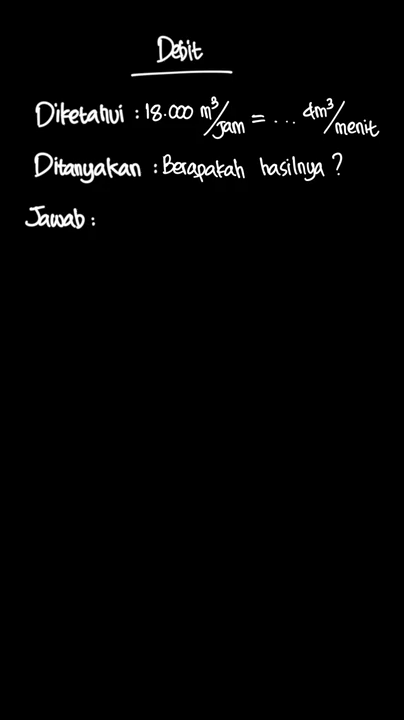 Debit
Diketahui : 18.000 m³/jam = ... dm³/menit
Ditanyakan : Berapakah hasilnya ?
Jawab :